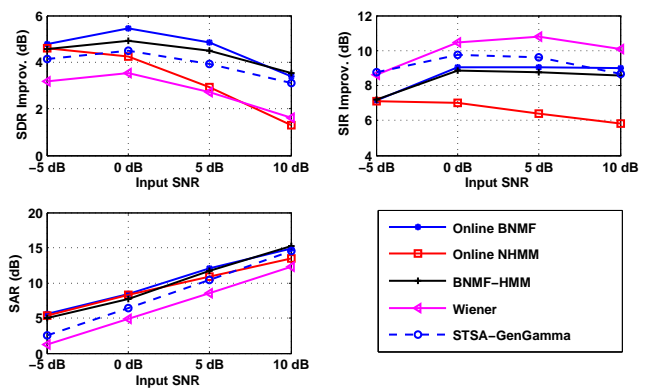 SDR Improv. (dB)
6
4
2
0
−5 dB
0 dB
5 dB
10 dB
Input SNR
SIR Improv. (dB)
12
10
8
6
4
−5 dB
0 dB
5 dB
10 dB
Input SNR
SAR (dB)
20
15
10
5
0
−5 dB
0 dB
5 dB
10 dB
Input SNR
Online BNMF
Online NHMM
BNMF−HMM
Wiener
STSA−GenGamma